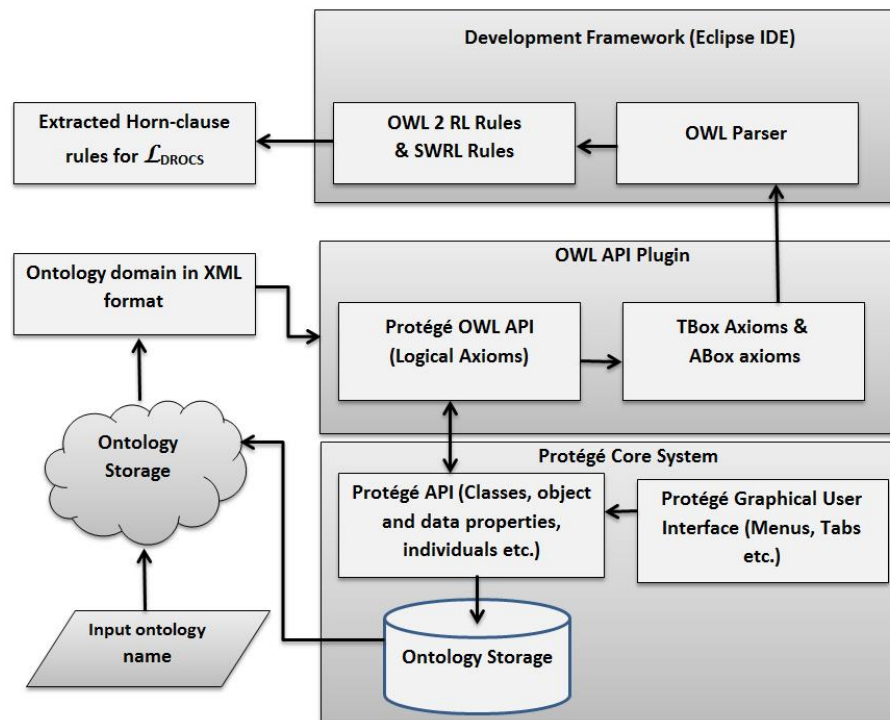 Development Framework (Eclipse IDE)
Extracted Horn-clause
rules for ℒDROCS
OWL 2 RL Rules
& SWRL Rules
OWL Parser
OWL API Plugin
Ontology domain in XML
format
Protégé OWL API
(Logical Axioms)
TBox Axioms &
ABox axioms
Ontology
Storage
Protégé Core System
Protégé API (Classes, object
and data properties,
individuals etc.)
Protégé Graphical User
Interface (Menus, Tabs
etc.)
Input ontology
name
Ontology Storage